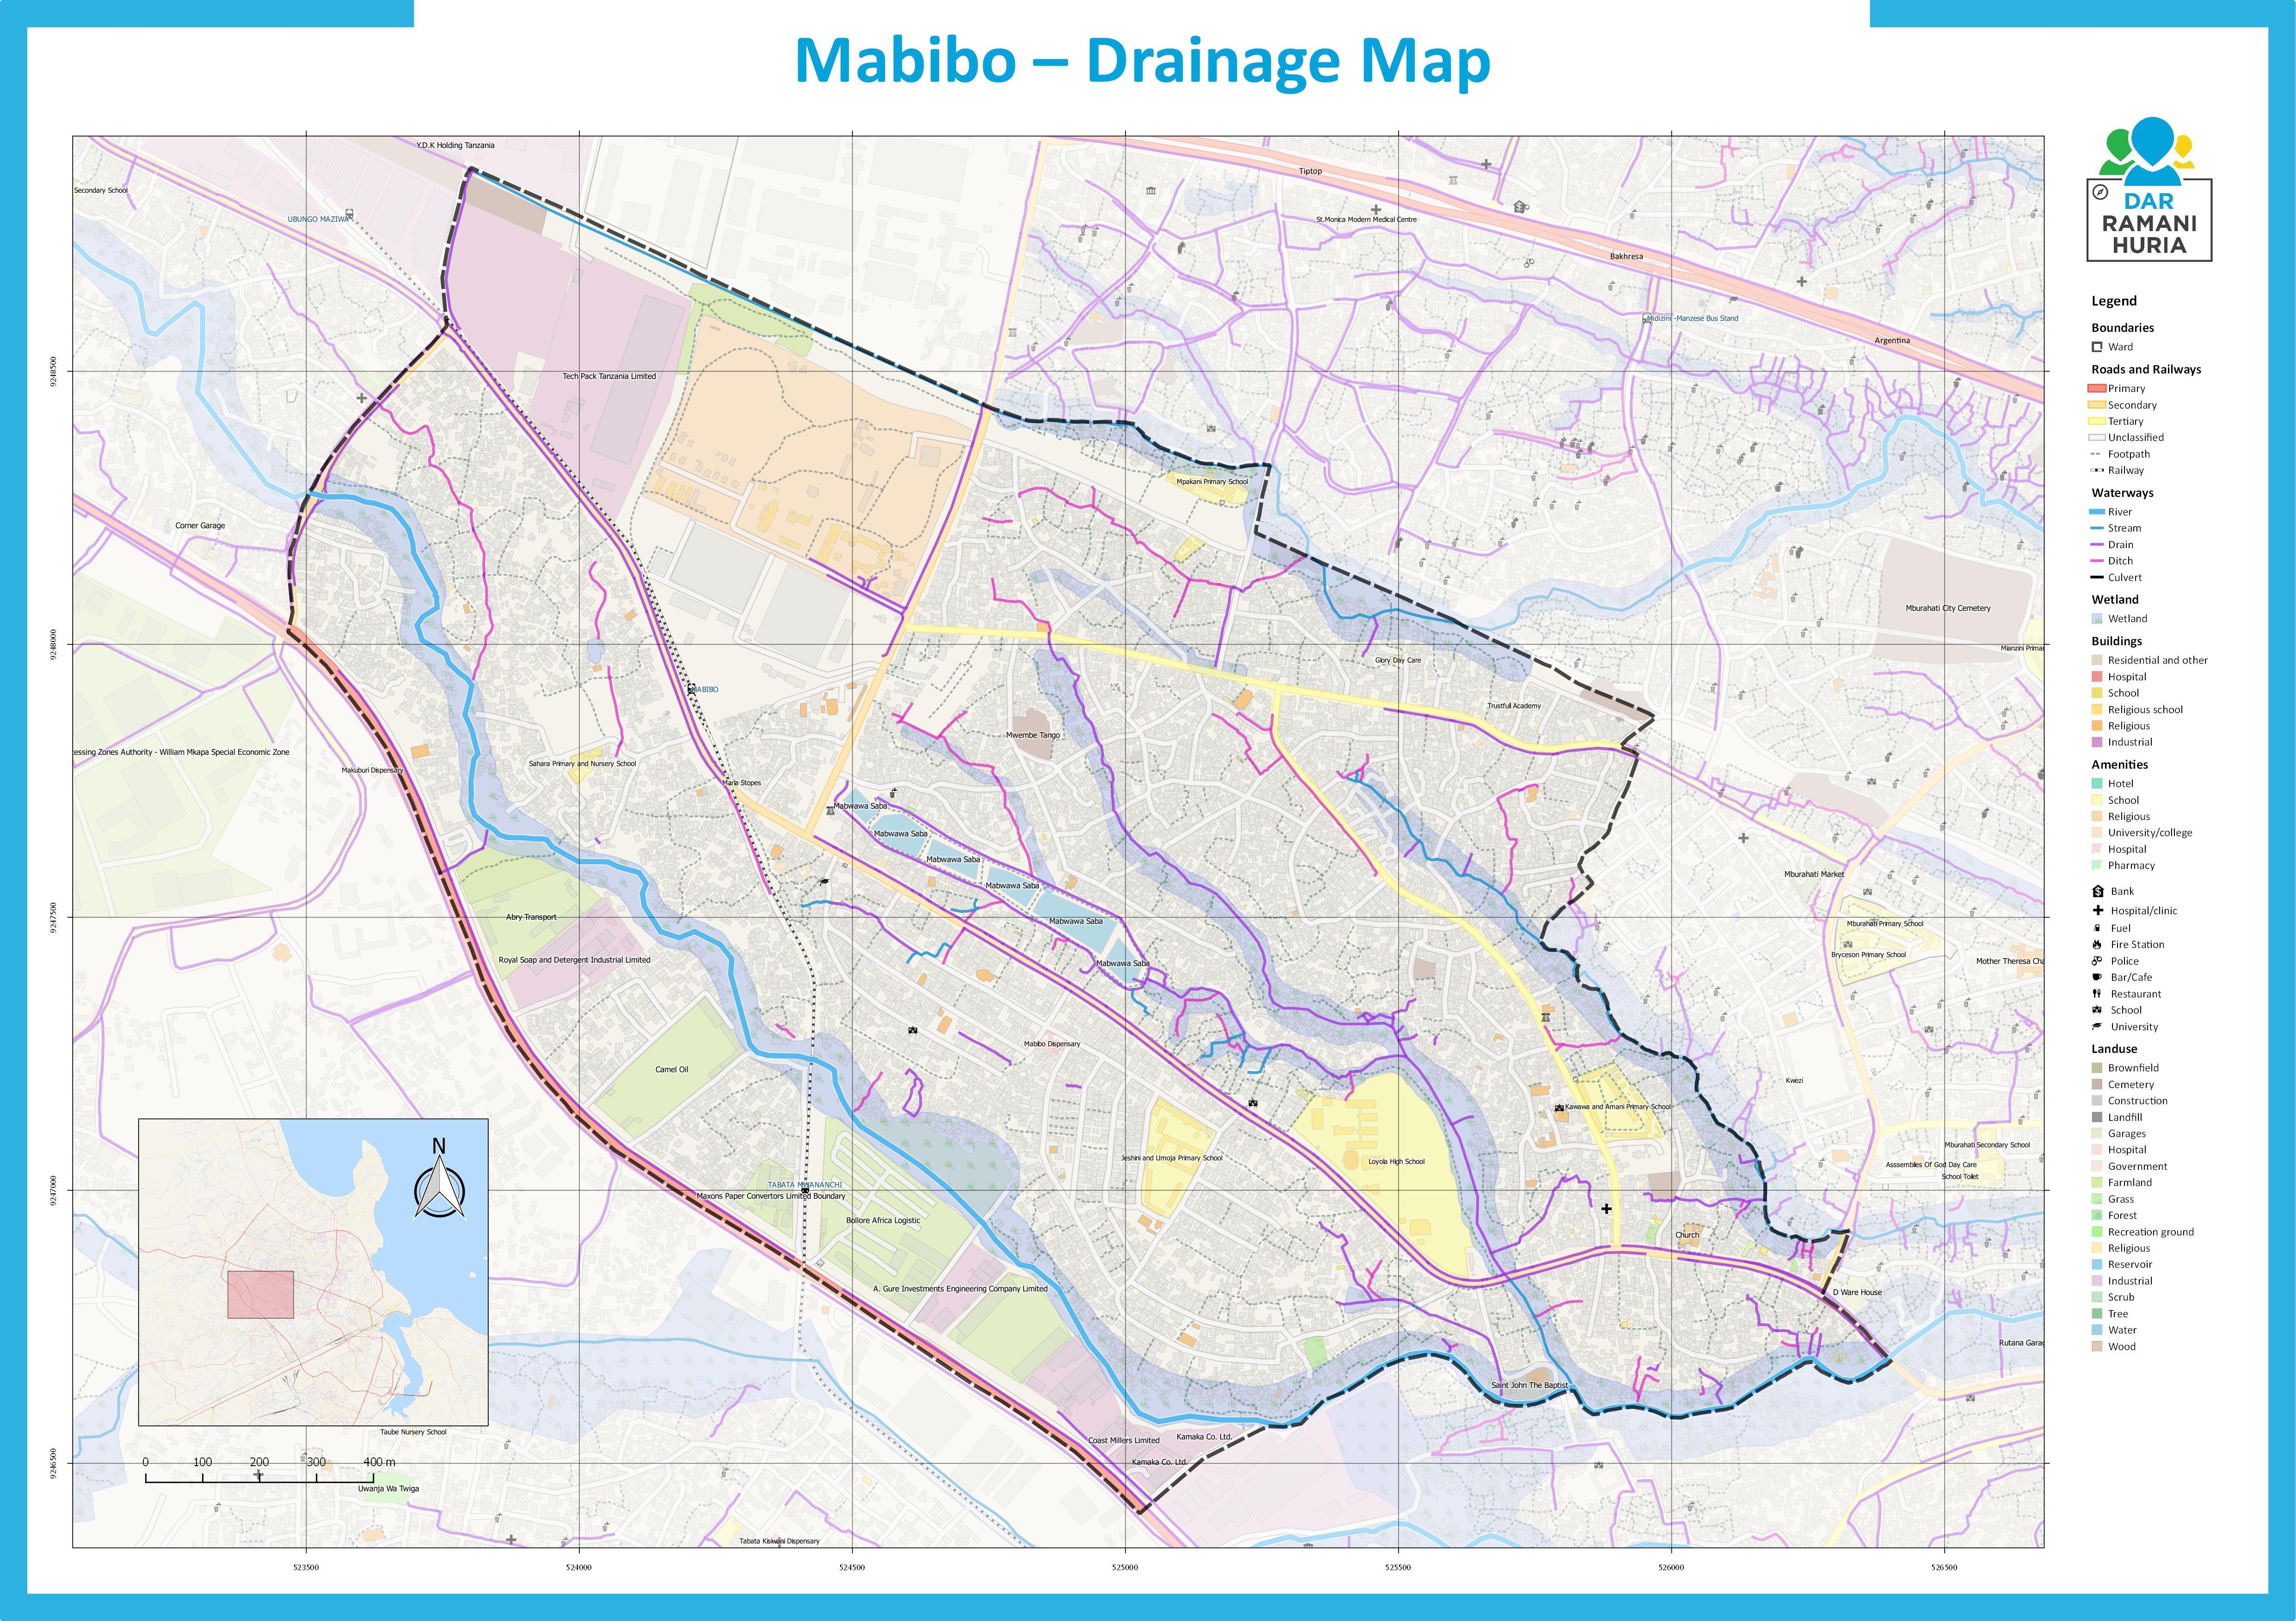 Mabibo – Drainage Map
Y.D.K Holding Tanzania
Tiptop
Secondary School
UBUNGO MAZIWA
St.Monica Modern Medical Centre
Bakhresa
Midizini -Manzese Bus Stand
Argentina
Tech Pack Tanzania Limited
Mpakani Primary School
Corner Garage
Mburahati City Cemetery
Mianzini Primar
Glory Day Care
MABIBO
Trustfull Academy
Mwembe Tango
cessing Zones Authority - William Mkapa Special Economic Zone
Sahara Primary and Nursery School
Makuburi Dispensary
Maria Stopes
Mabwawa Saba
Mabwawa Saba
Mabwawa Saba
Mabwawa Saba
Mabwawa Saba
Mabwawa Saba
Mburahati Market
Abry Transport
Mburahati Primary School
Bryceson Primary School
Royal Soap and Detergent Industrial Limited
Mother Theresa Cha
Mabibo Dispensary
Camel Oil
Kwezi
Kawawa and Amani Primary School
Jeshini and Umoja Primary School
Loyola High School
Mburahati Secondary School
Asssembles Of God Day Care
School Toilet
TABATA MWANANCHI
Maxons Paper Convertors Limited Boundary
Bollore Africa Logistic
Church
A. Gure Investments Engineering Company Limited
D Ware House
Rutana Garag
Saint John The Baptist
Taube Nursery School
Coast Millers Limited
Kamaka Co. Ltd.
Kamaka Co. Ltd.
Uwanja Wa Twiga
Tabata Kisiwani Dispensary
N
0 100 200 300 400 m
9248500
9248000
9247500
9247000
9246500
523500 524000 524500 525000 525500 526000 526500
DAR
RAMANI
HURIA
Legend
Boundaries
Ward
Roads and Railways
Primary
Secondary
Tertiary
Unclassified
Footpath
Railway
Waterways
River
Stream
Drain
Ditch
Culvert
Wetland
Wetland
Buildings
Residential and other
Hospital
School
Religious school
Religious
Industrial
Amenities
Hotel
School
Religious
University/college
Hospital
Pharmacy
Bank
Hospital/clinic
Fuel
Fire Station
Police
Bar/Cafe
Restaurant
School
University
Landuse
Brownfield
Cemetery
Construction
Landfill
Garages
Hospital
Government
Farmland
Grass
Forest
Recreation ground
Religious
Reservoir
Industrial
Scrub
Tree
Water
Wood